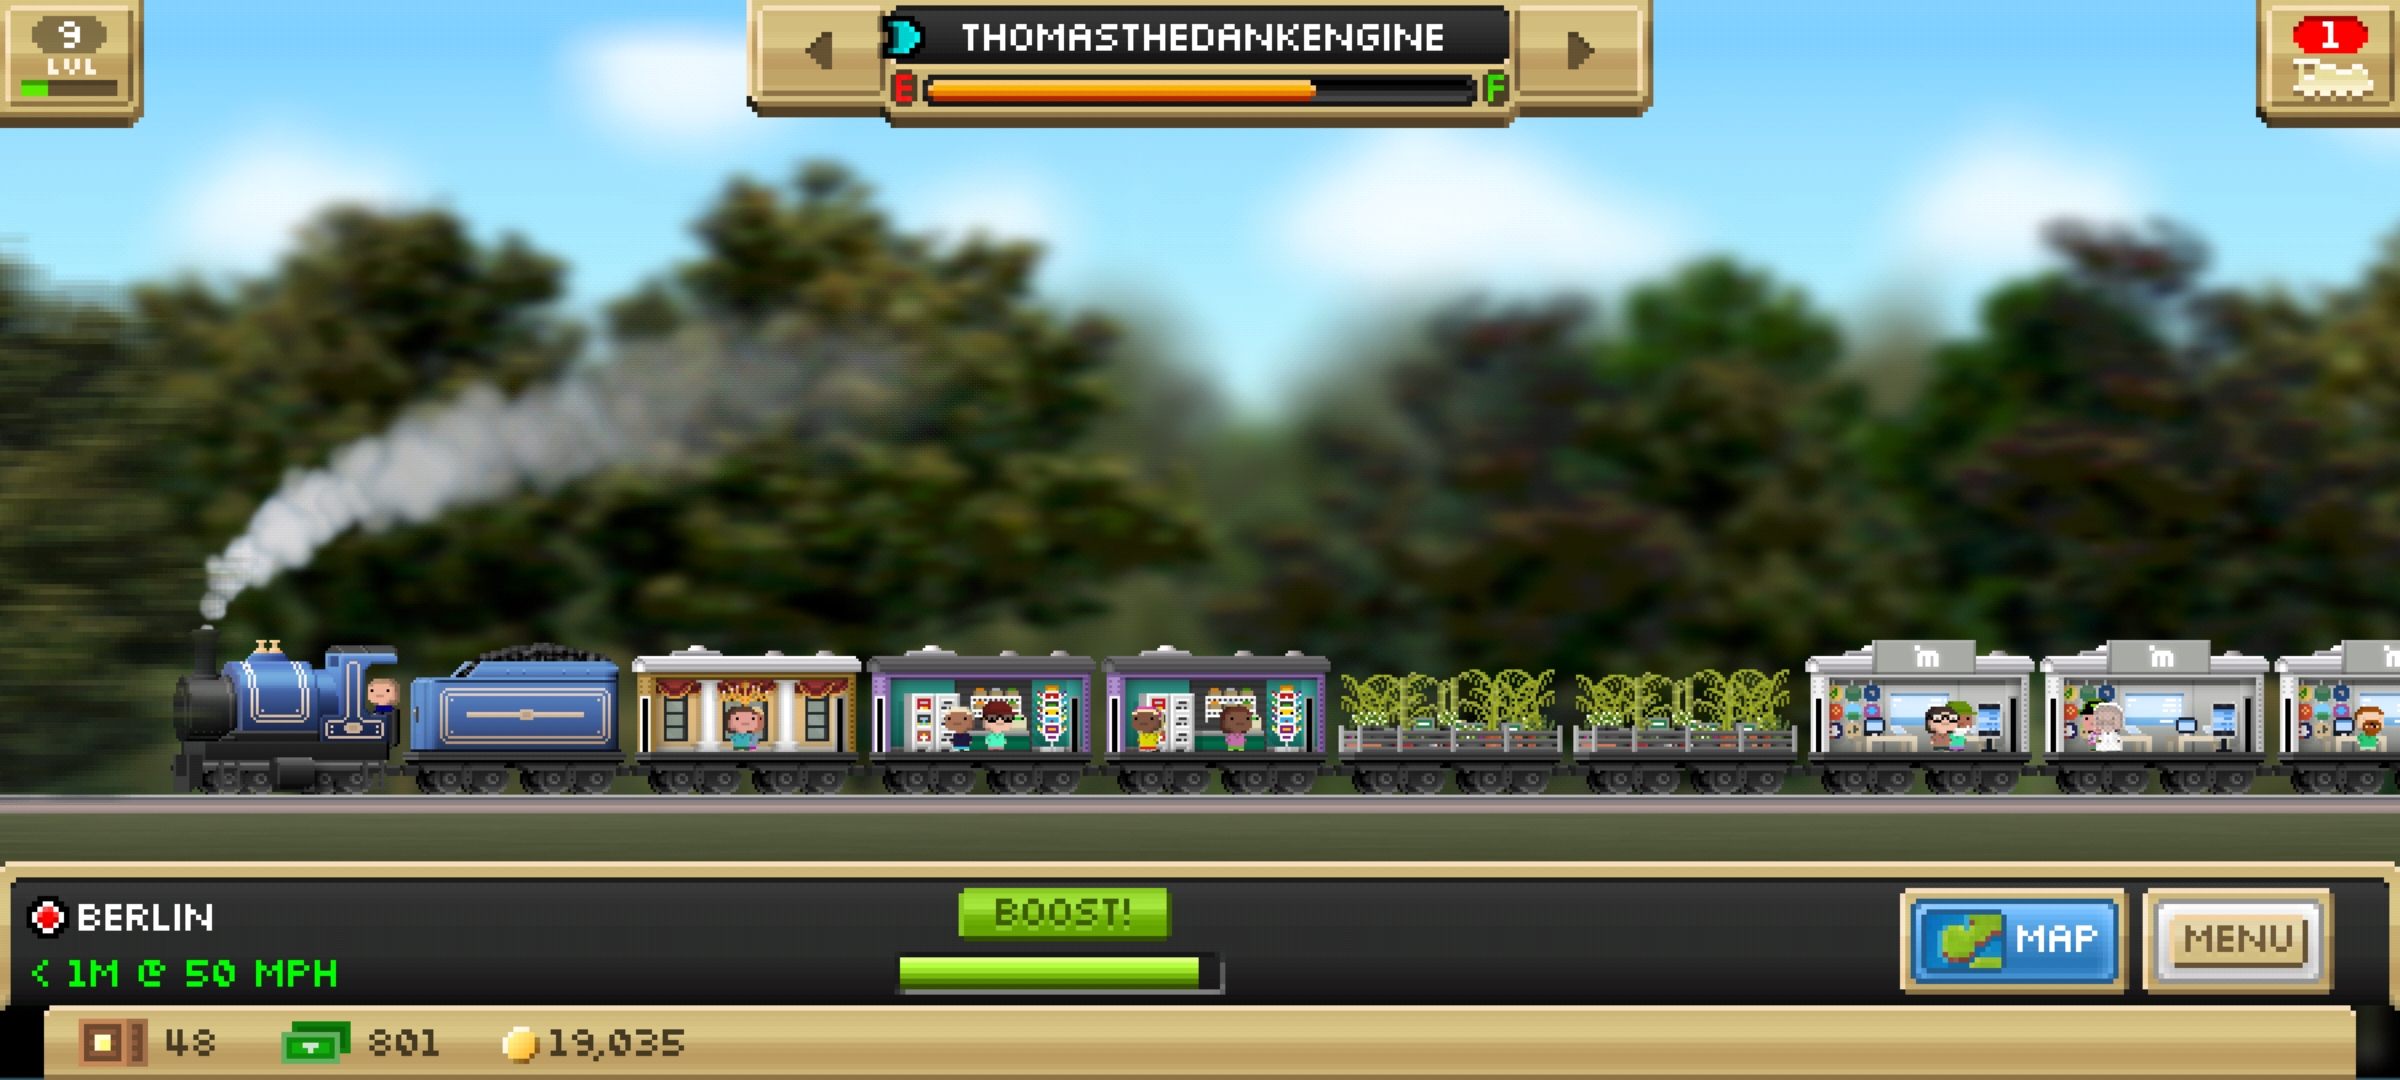 9
LVL
THOMASTHEDANKENGINE
E F
1
m m m
BERLIN
< 1M @ 50 MPH
BOOST!
MAP
MENU
48 801 19,035